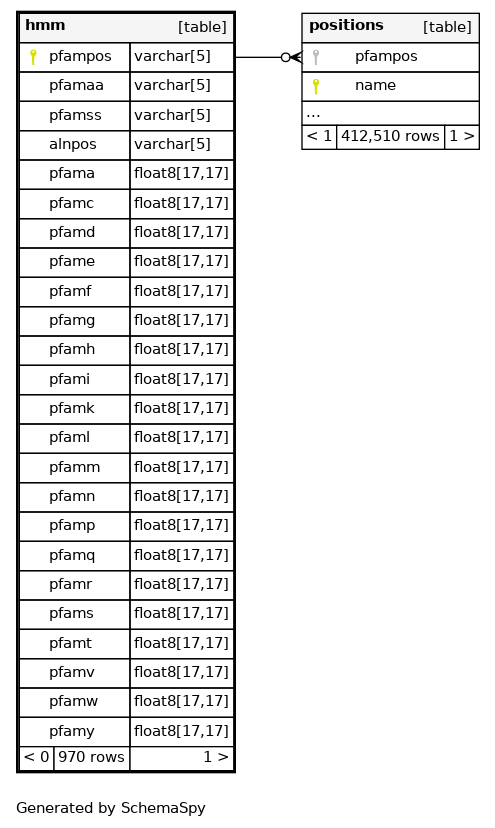 hmm [table]
pfampos varchar[5]
pfamaa varchar[5]
pfamss varchar[5]
alnpos varchar[5]
pfama float8[17,17]
pfamc float8[17,17]
pfamd float8[17,17]
pfame float8[17,17]
pfamf float8[17,17]
pfamg float8[17,17]
pfamh float8[17,17]
pfami float8[17,17]
pfamk float8[17,17]
pfaml float8[17,17]
pfamm float8[17,17]
pfamn float8[17,17]
pfamp float8[17,17]
pfamq float8[17,17]
pfamr float8[17,17]
pfams float8[17,17]
pfamt float8[17,17]
pfamv float8[17,17]
pfamw float8[17,17]
pfamy float8[17,17]
< 0 970 rows 1 >
positions [table]
pfampos
name
...
< 1 412,510 rows 1 >
Generated by SchemaSpy